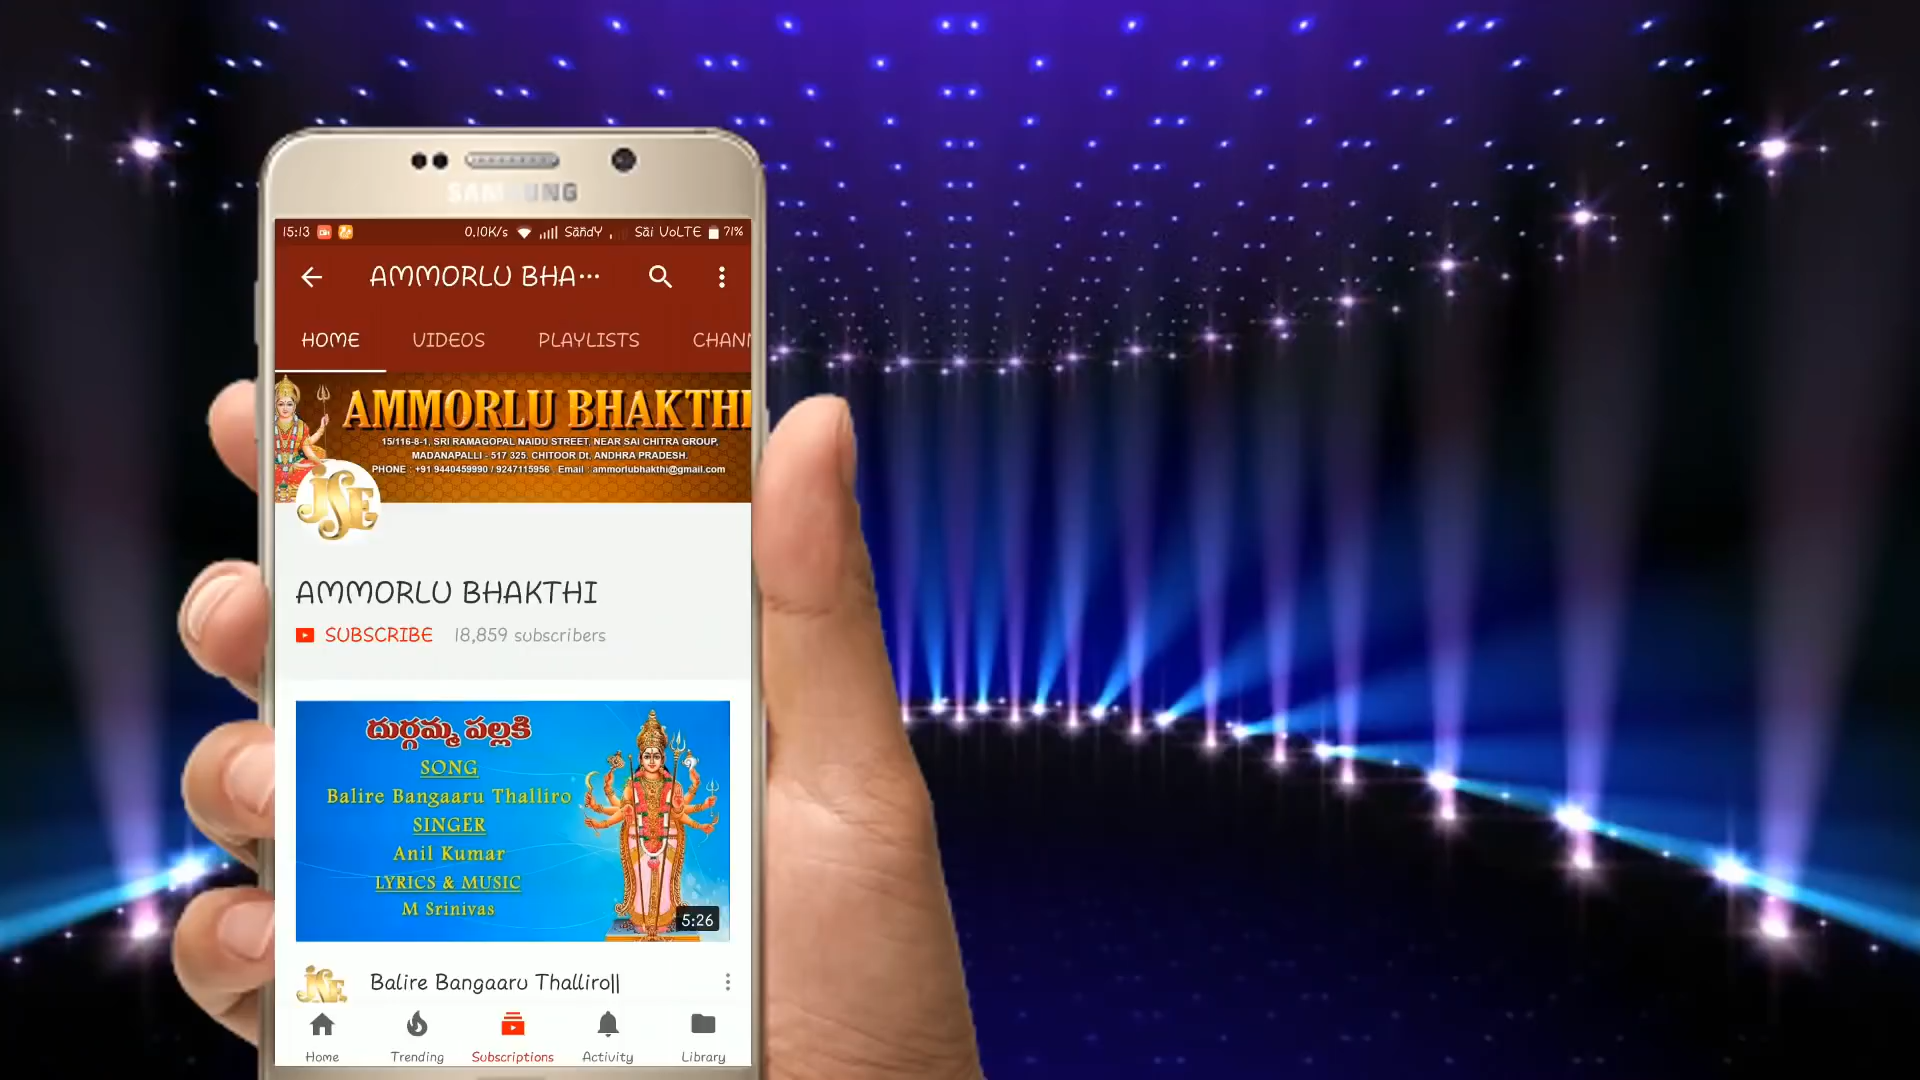 SAMSUNG
15:13 0.10K/s SāñdY Sāi VoLTE 71%
AMMORLU BHA...
HOME VIDEOS PLAYLISTS CHANN
AMMORLU BHAKTHI
15/116-8-1, SRI RAMAGOPAL NAIDU STREET, NEAR SAI CHITRA GROUP,
MADANAPALLI - 517 325. CHITOOR Dt, ANDHRA PRADESH.
PHONE : +91 9440459990 / 9247115956 Email : ammorlubhakthi@gmail.com
JSE
AMMORLU BHAKTHI
SUBSCRIBE 18,859 subscribers
దుర్గమ్మ పల్లకి
SONG
Balire Bangaaru Thalliro
SINGER
Anil Kumar
LYRICS & MUSIC
M Srinivas
5:26
JSE
Balire Bangaaru Thalliro||
Home Trending Subscriptions Activity Library